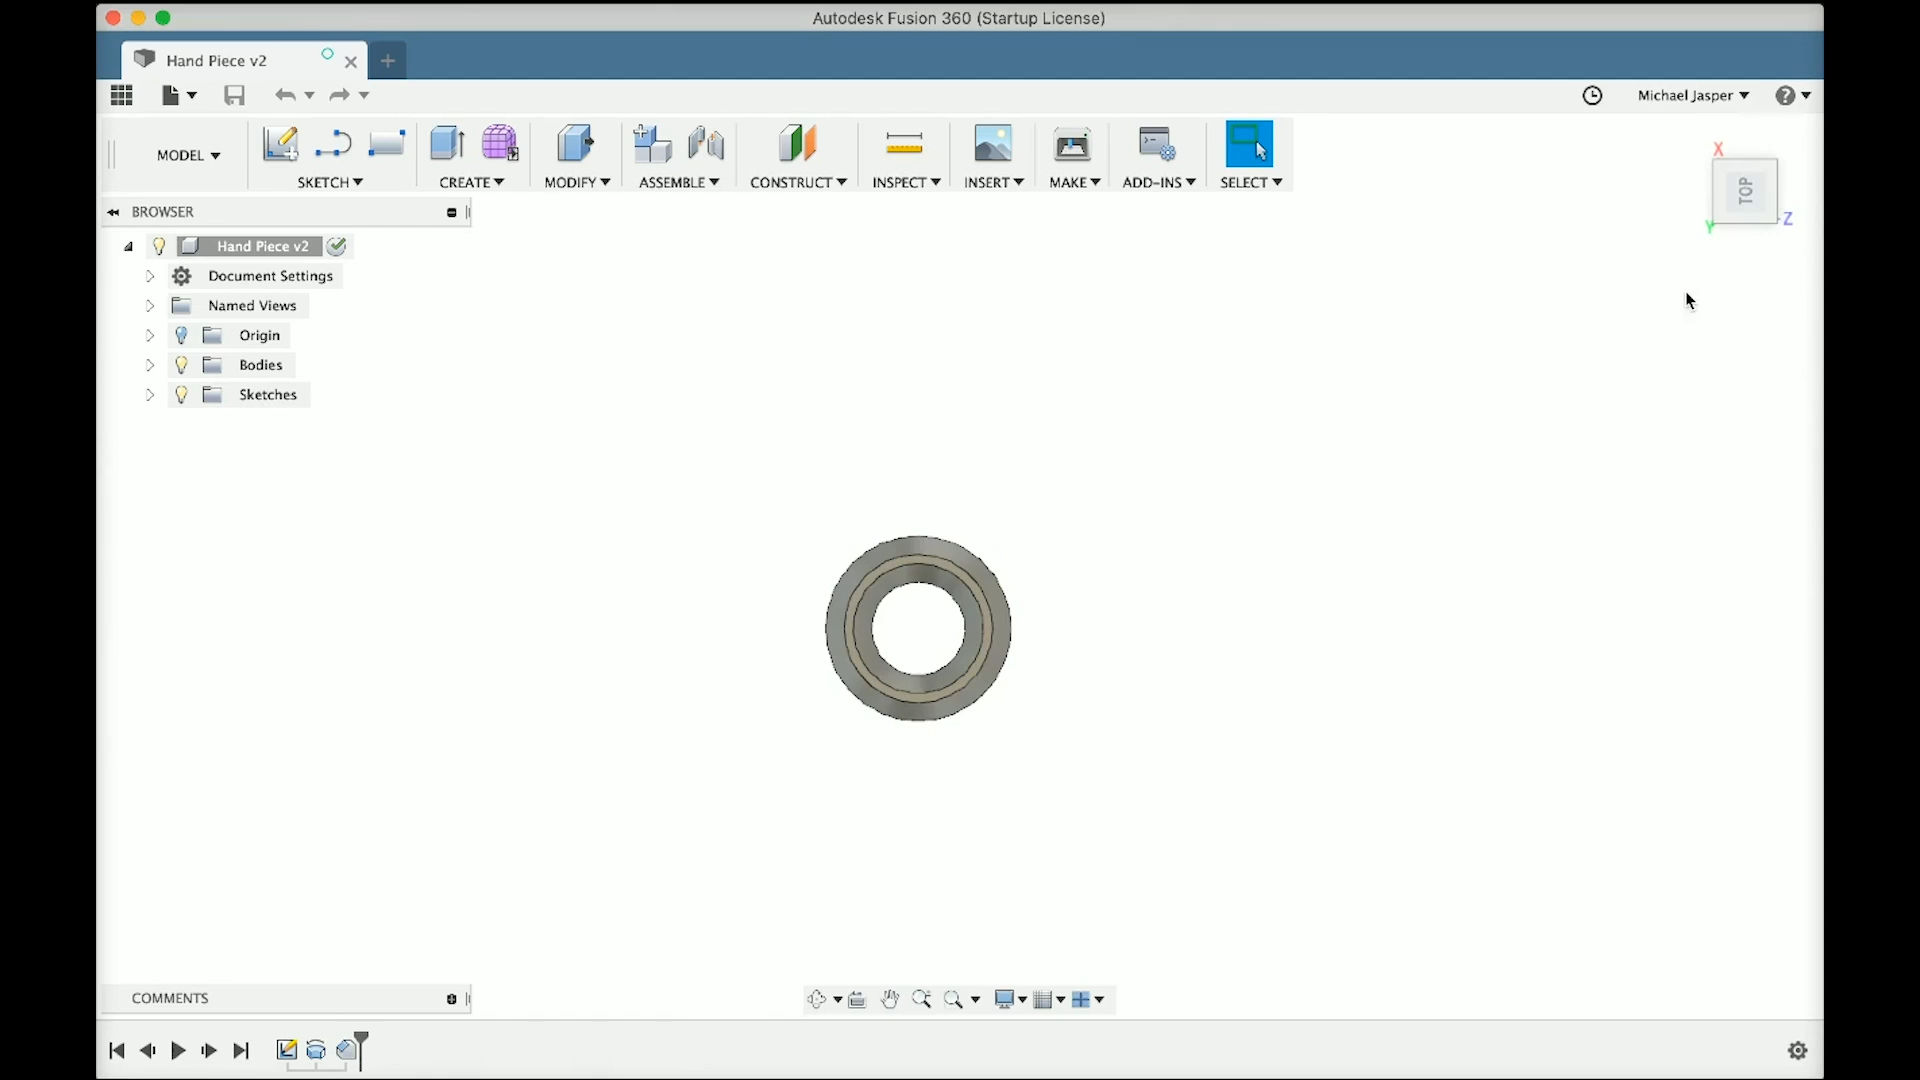 Autodesk Fusion 360 (Startup License)
Hand Piece v2
Michael Jasper
MODEL
SKETCH
CREATE
MODIFY
ASSEMBLE
CONSTRUCT
INSPECT
INSERT
MAKE
ADD-INS
SELECT
X
TOP
Z
Y
BROWSER
Hand Piece v2
Document Settings
Named Views
Origin
Bodies
Sketches
COMMENTS